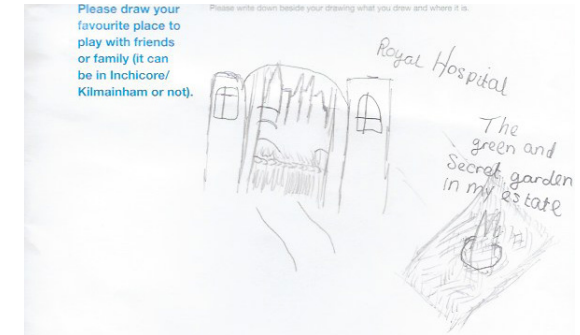 Please draw your
favourite place to
play with friends
or family (it can
be in Inchicore/
Kilmainham or not).
Please write down beside your drawing what you drew and where it is.
Royal Hospital
The
green and
Secret garden
in my estate